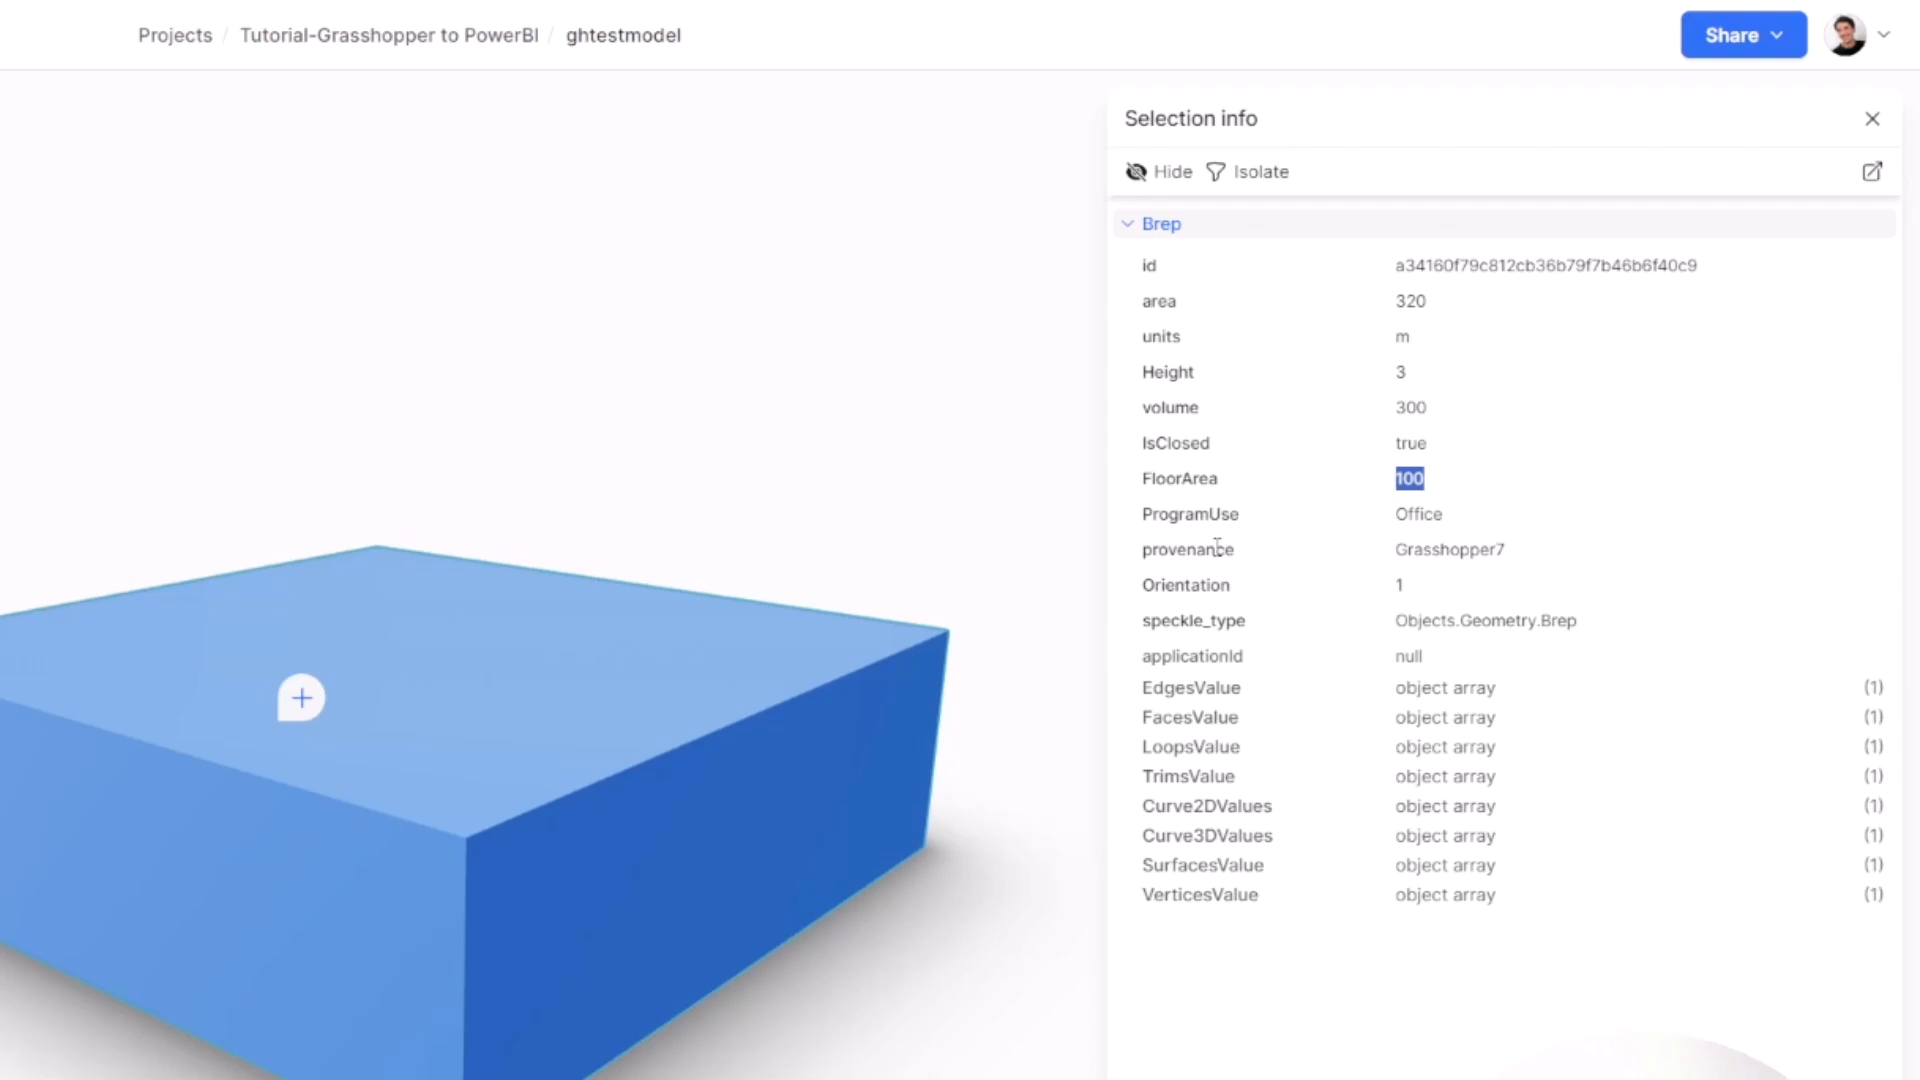 Projects / Tutorial-Grasshopper to PowerBI / ghtestmodel
Share
Selection info
Hide Isolate
Brep
id a34160f79c812cb36b79f7b46b6f40c9
area 320
units m
Height 3
volume 300
IsClosed true
FloorArea 100
ProgramUse Office
provenance Grasshopper7
Orientation 1
speckle_type Objects.Geometry.Brep
applicationId null
EdgesValue object array (1)
FacesValue object array (1)
LoopsValue object array (1)
TrimsValue object array (1)
Curve2DValues object array (1)
Curve3DValues object array (1)
SurfacesValue object array (1)
VerticesValue object array (1)